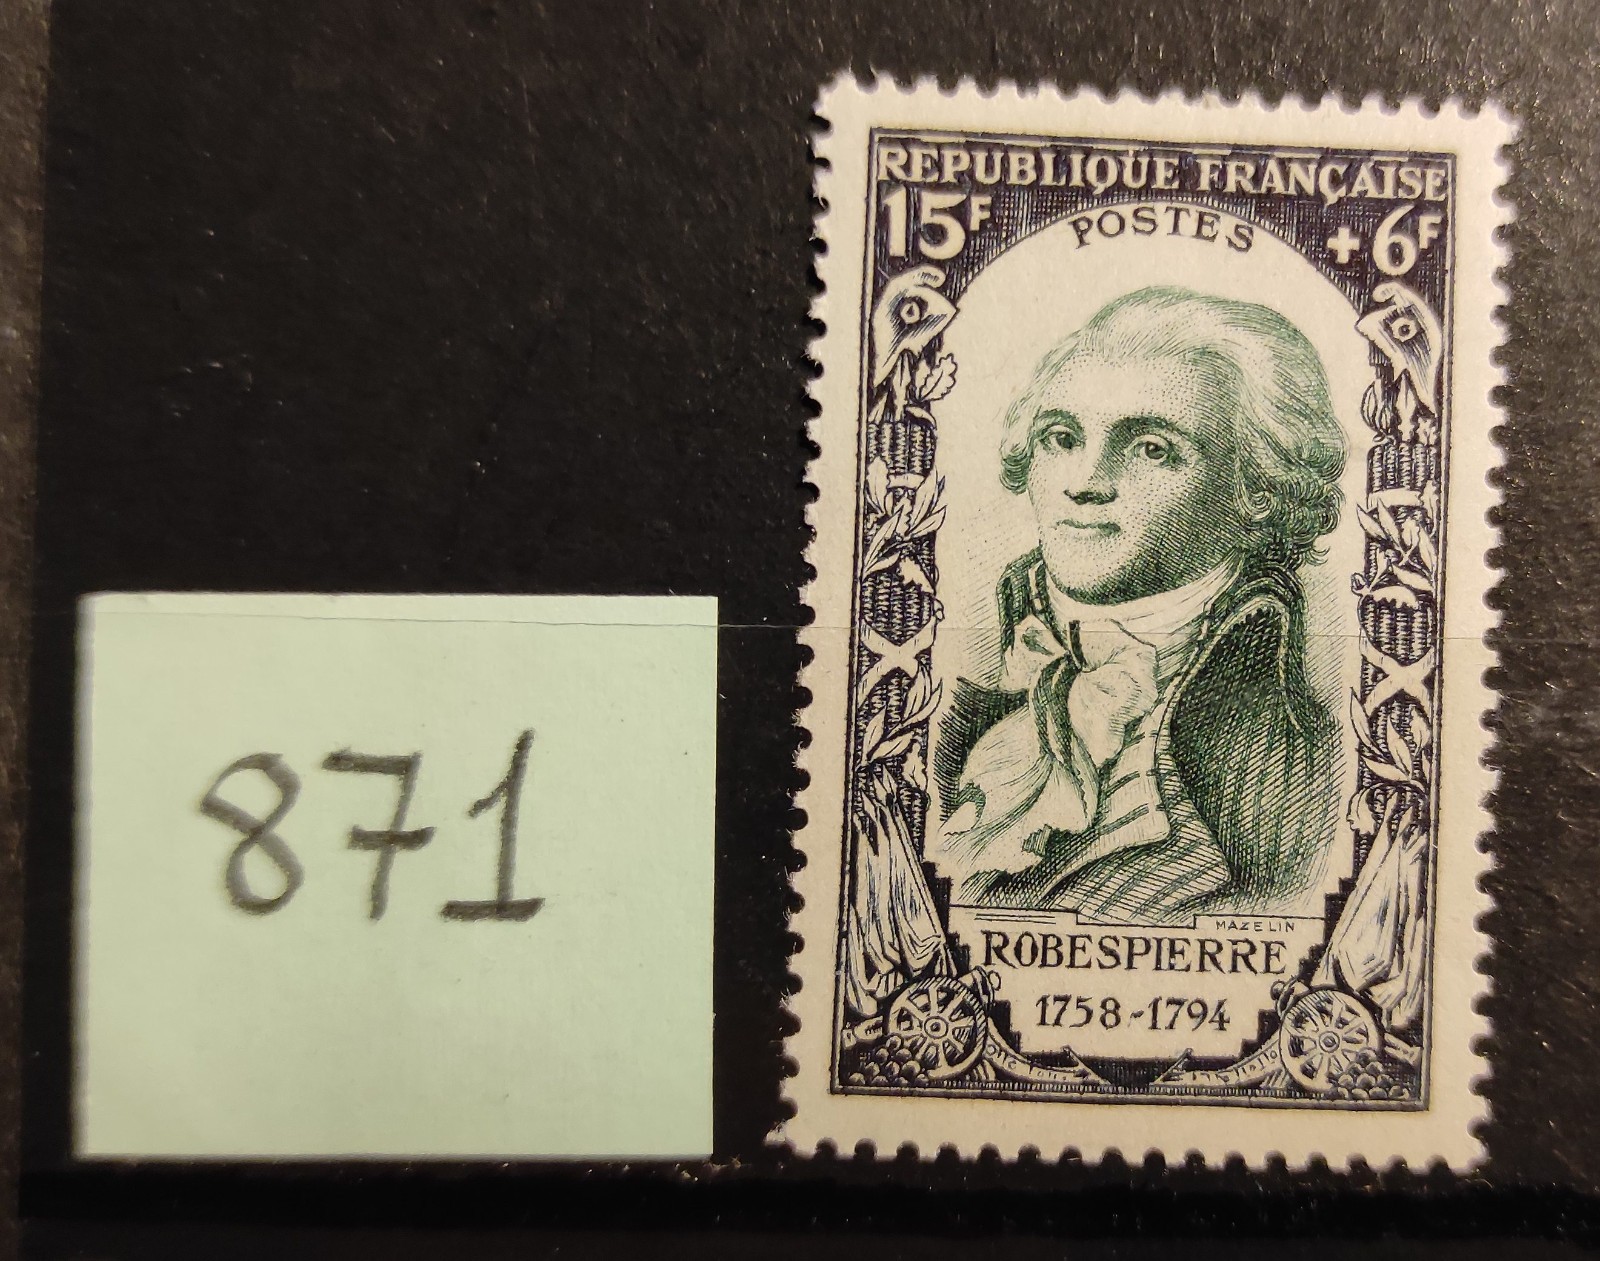 871
REPUBLIQUE FRANÇAISE
15F
+6F
POSTES
MAZELIN
ROBESPIERRE
1758-1794